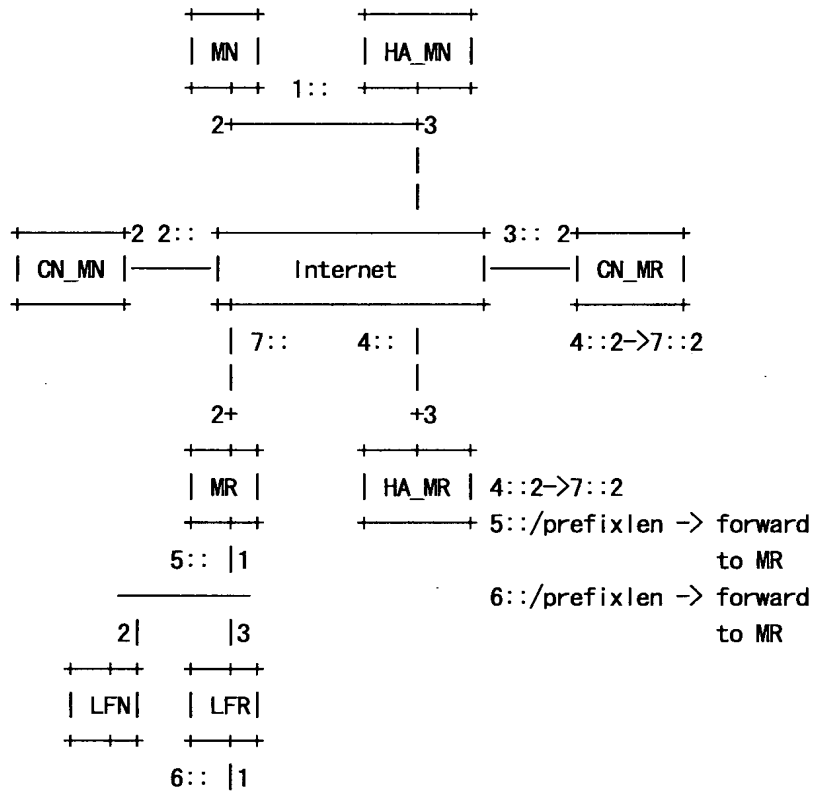 MN HA_MN
1::
2 3
2 2:: 3:: 2
CN_MN Internet CN_MR
7:: 4:: 4::2->7::2
2 3
MR HA_MR 4::2->7::2
5::/prefixlen -> forward
5:: 1 to MR
6::/prefixlen -> forward
2 3 to MR
LFN LFR
6:: 1